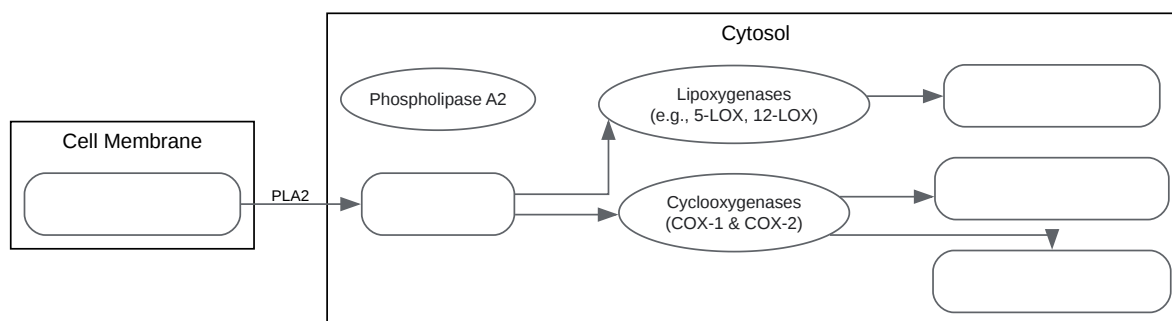 Cytosol
Phospholipase A2
Lipoxygenases
(e.g., 5-LOX, 12-LOX)
Cell Membrane
PLA2
Cyclooxygenases
(COX-1 & COX-2)